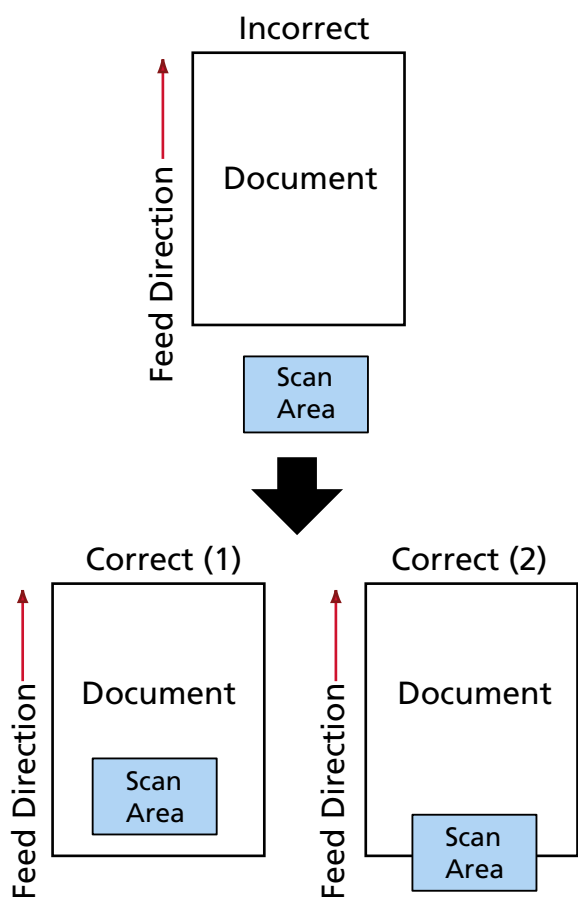 Incorrect
Feed Direction
Document
Scan
Area
Correct (1)
Feed Direction
Document
Scan
Area
Correct (2)
Feed Direction
Document
Scan
Area